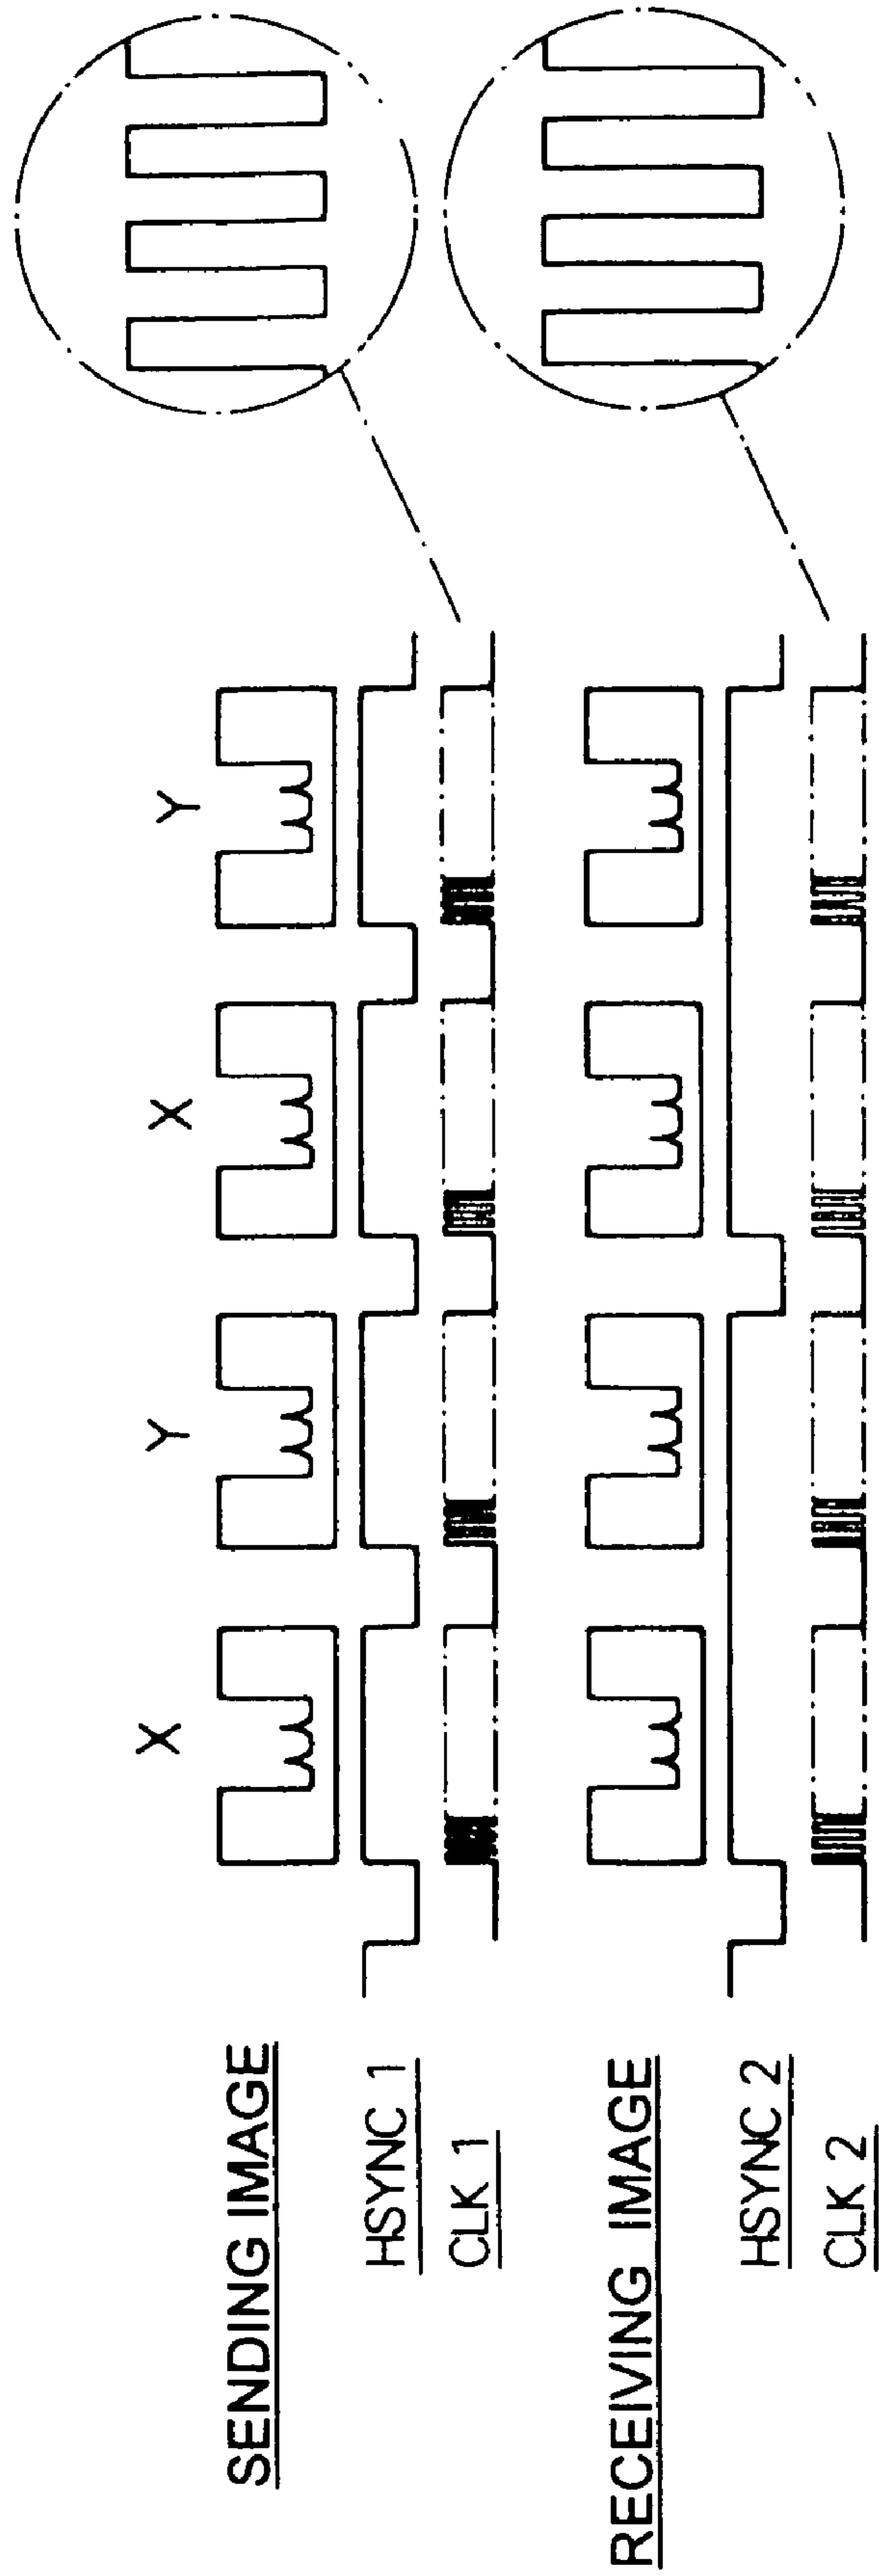 X Y X Y
SENDING IMAGE
HSYNC 1
CLK 1
RECEIVING IMAGE
HSYNC 2
CLK 2